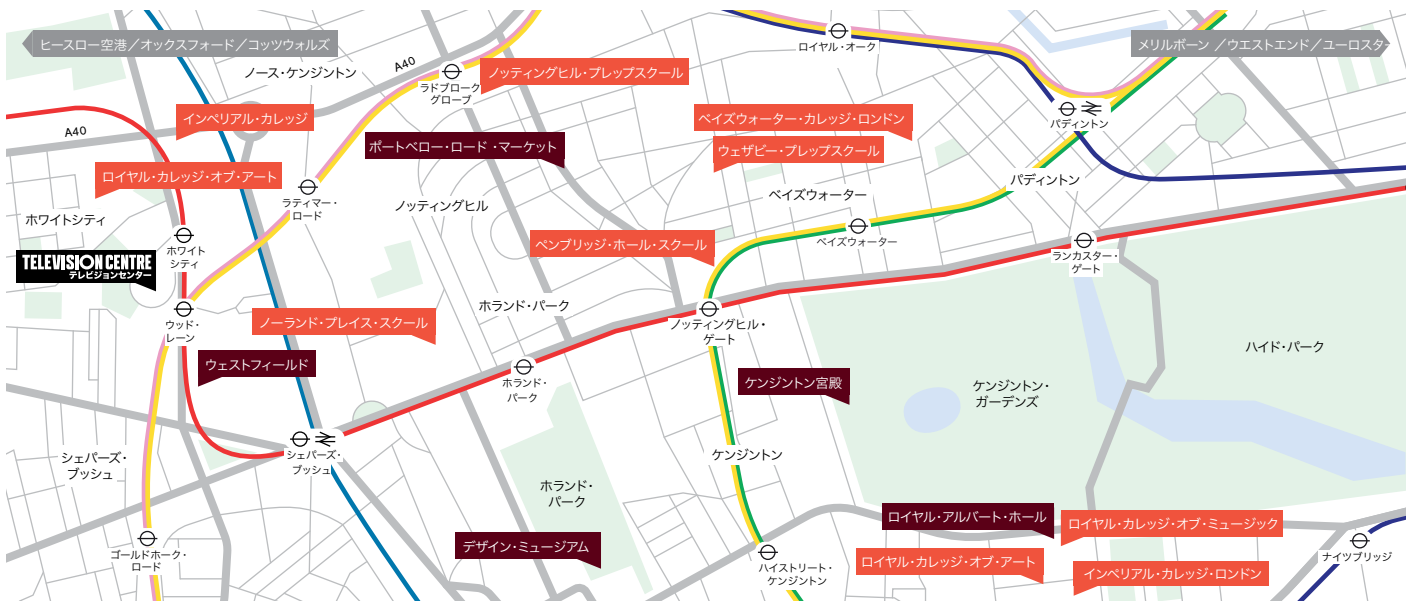 ヒースロー空港／オックスフォード／コッツウォルズ
ノース・ケンジントン
A40
ラドブローク
グローブ
ノッティングヒル・プレップスクール
ロイヤル・オーク
メリルボーン ／ウエストエンド／ユーロスター
インペリアル・カレッジ
A40
ポートベロー・ロード・マーケット
ベイズウォーター・カレッジ・ロンドン
ウェザビー・プレップスクール
パディントン
ロイヤル・カレッジ・オブ・アート
ラティマー・
ロード
ノッティングヒル
ベイズウォーター
パディントン
ホワイトシティ
ホワイト
シティ
ペンブリッジ・ホール・スクール
ベイズウォーター
ランカスター・
ゲート
TELEVISION CENTRE
テレビジョンセンター
ウッド・
レーン
ノーランド・プレイス・スクール
ホランド・パーク
ノッティングヒル・
ゲート
ハイド・パーク
ウェストフィールド
ホランド・
パーク
ケンジントン宮殿
ケンジントン・
ガーデンズ
シェパーズ・
ブッシュ
シェパーズ・
ブッシュ
ケンジントン
ホランド・
パーク
ロイヤル・アルバート・ホール
ロイヤル・カレッジ・オブ・ミュージック
ゴールドホーク・
ロード
デザイン・ミュージアム
ハイストリート・
ケンジントン
ロイヤル・カレッジ・オブ・アート
インペリアル・カレッジ・ロンドン
ナイツブリッジ